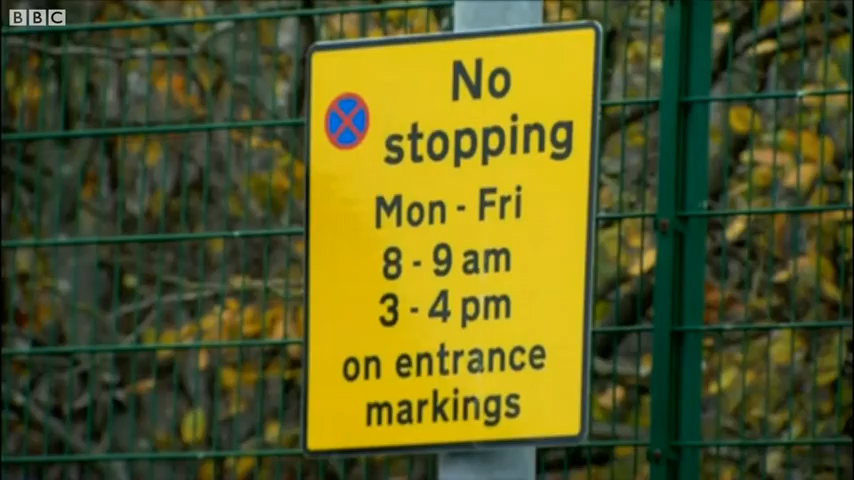 BBC
No
stopping
Mon - Fri
8 - 9 am
3 - 4 pm
on entrance
markings